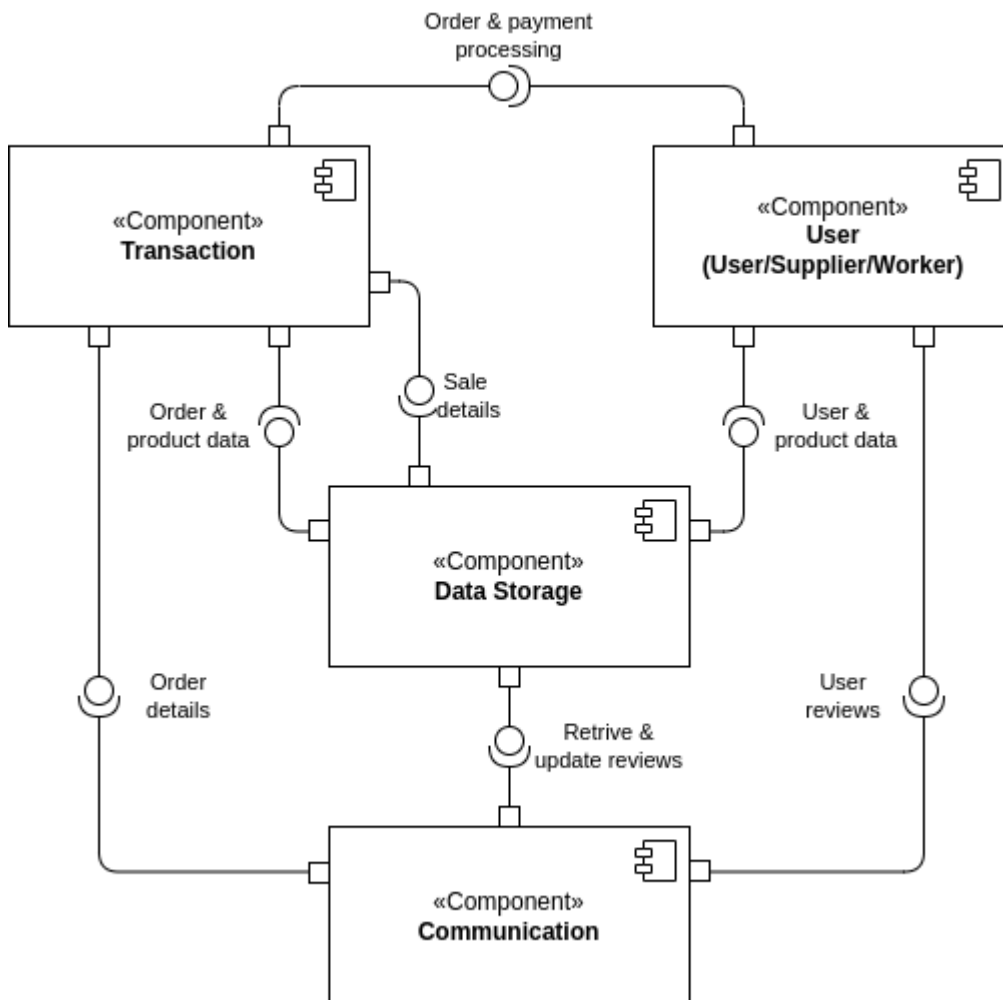 Order & payment
processing
«Component»
Transaction
«Component»
User
(User/Supplier/Worker)
Sale
details
Order &
product data
User &
product data
«Component»
Data Storage
Order
details
User
reviews
Retrive &
update reviews
«Component»
Communication